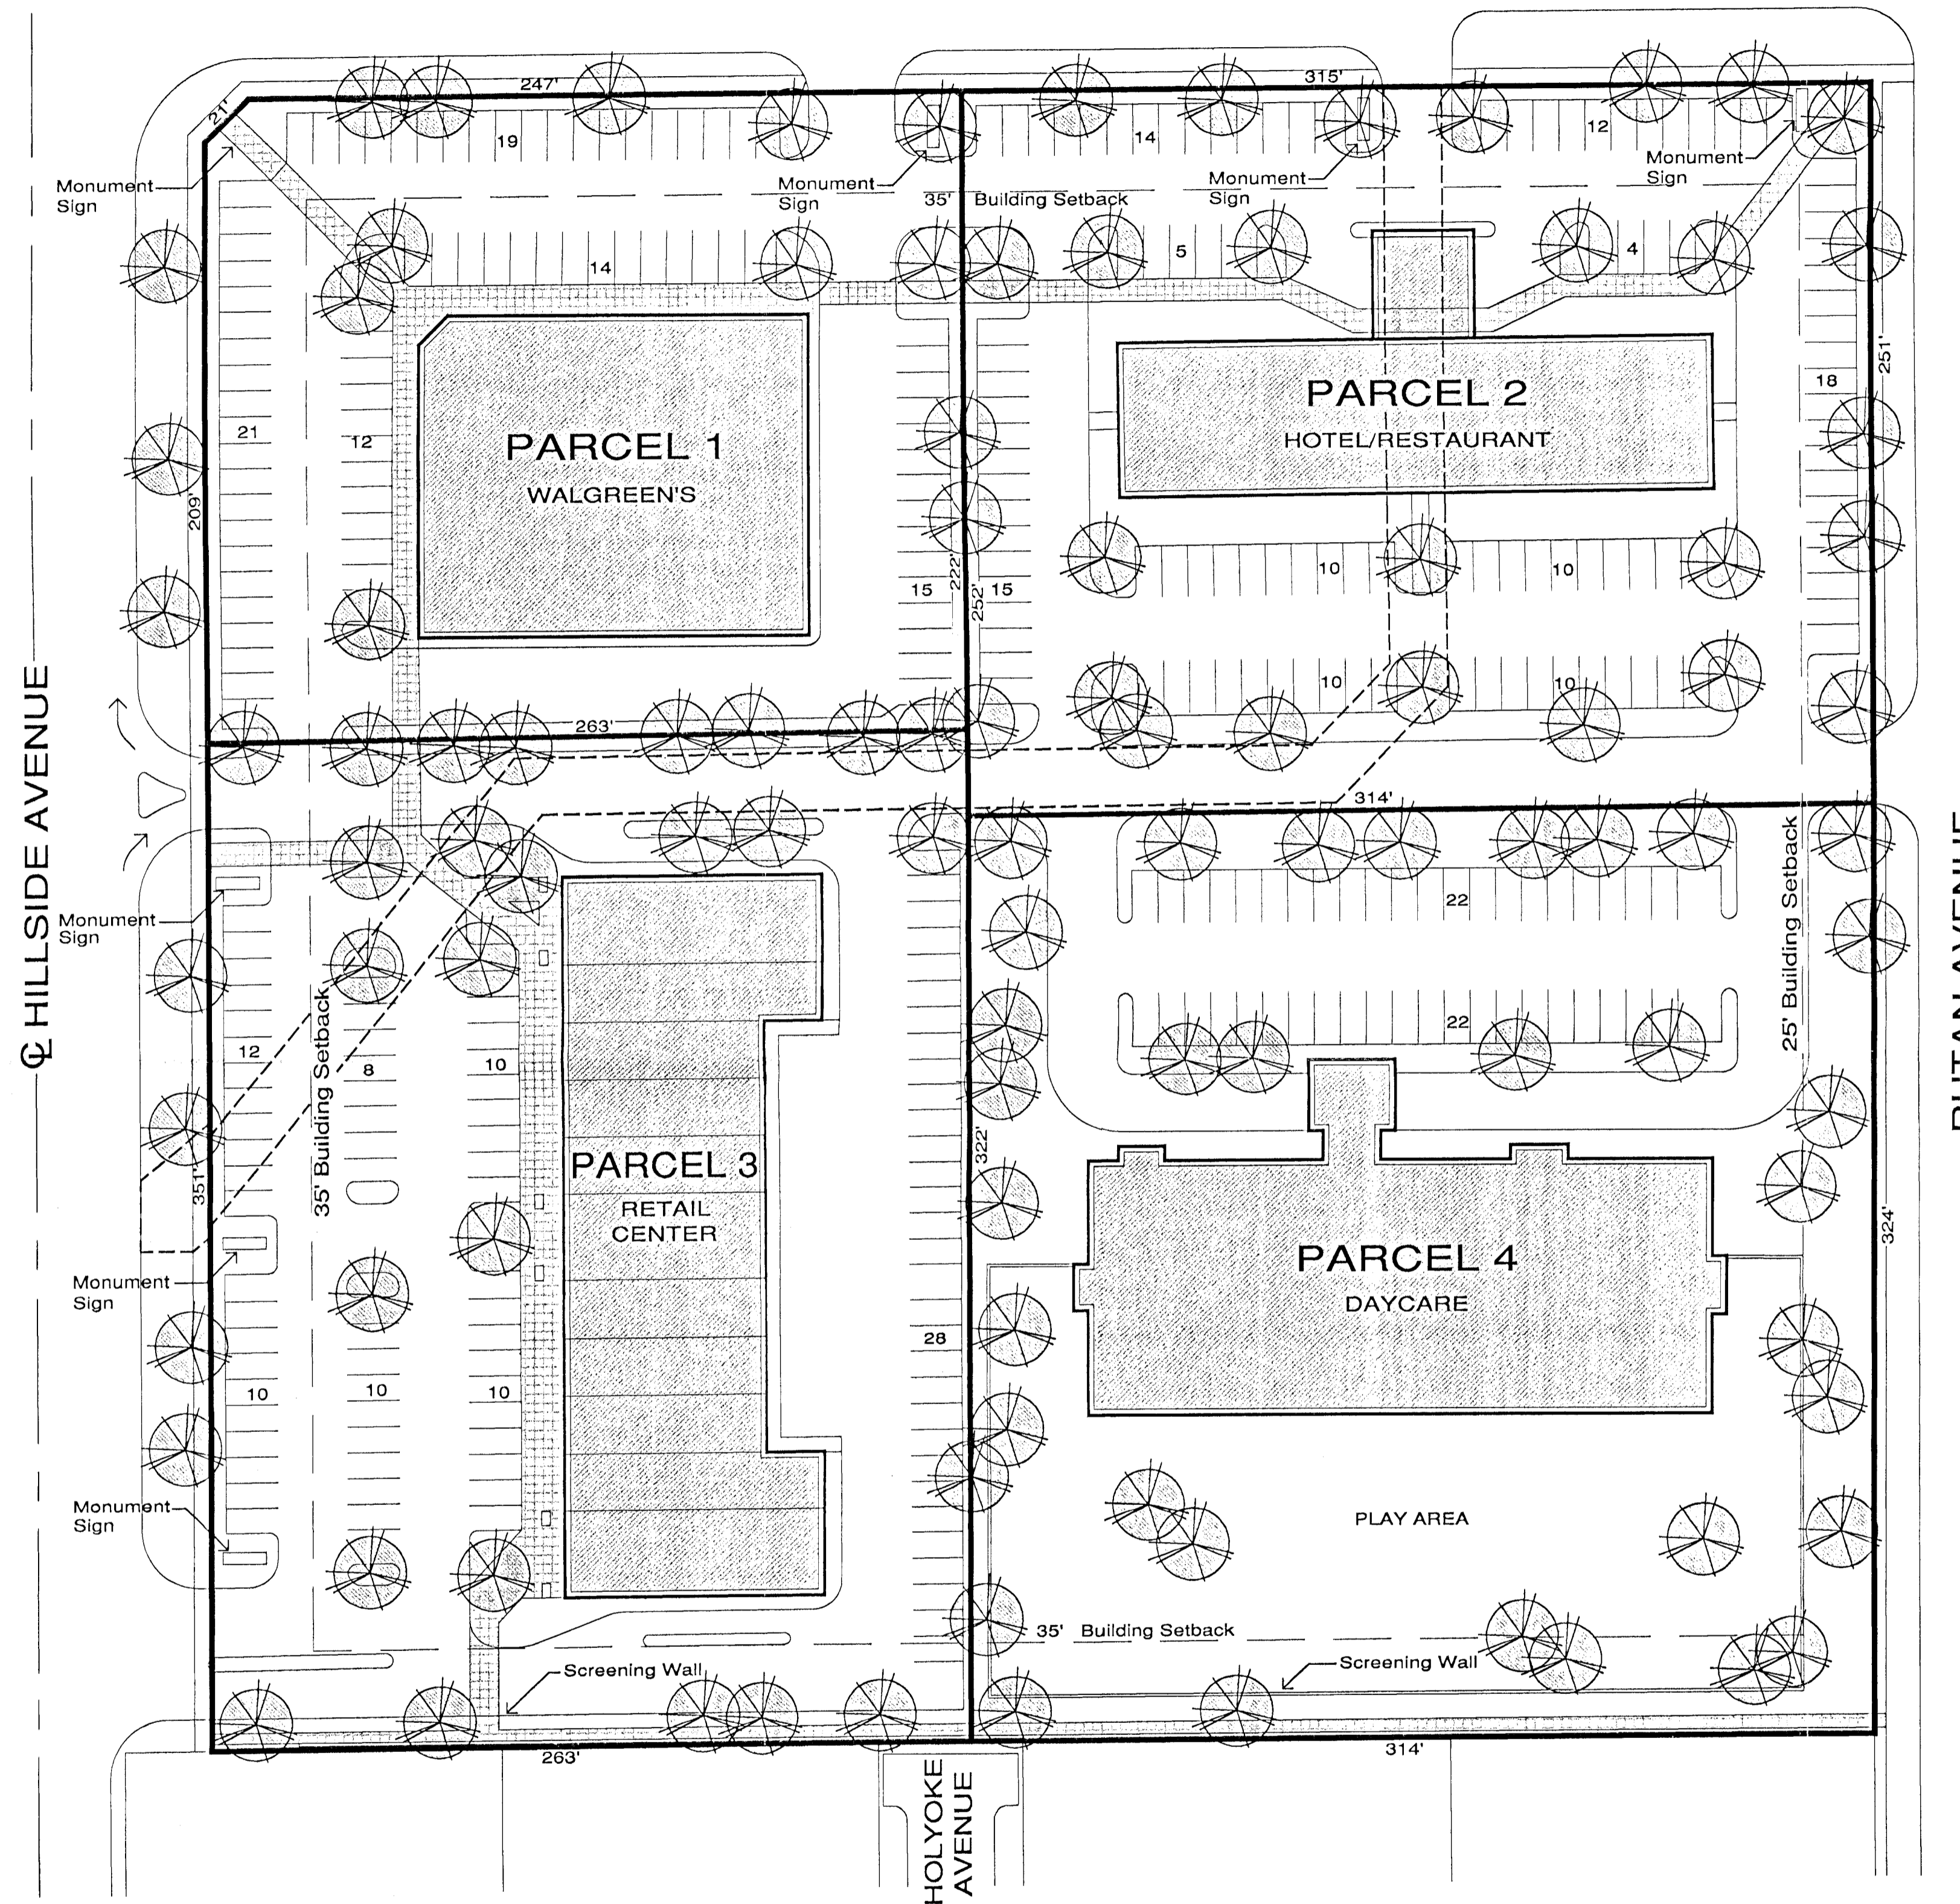 247'
315'
21'
19
14
12
Monument
Sign
Monument
Sign
Monument
Sign
Monument
Sign
35' Building Setback
14
5
4
251'
18
PARCEL 1
WALGREEN'S
PARCEL 2
HOTEL/RESTAURANT
21
12
209'
15
222'
252'
15
10
10
10
10
263'
314'
℄ HILLSIDE AVENUE
Monument
Sign
22
22
25' Building Setback
12
8
10
35' Building Setback
351'
322'
324'
PARCEL 3
RETAIL
CENTER
PARCEL 4
DAYCARE
Monument
Sign
28
10
10
10
Monument
Sign
PLAY AREA
35' Building Setback
Screening Wall
Screening Wall
263'
314'
HOLYOKE
AVENUE